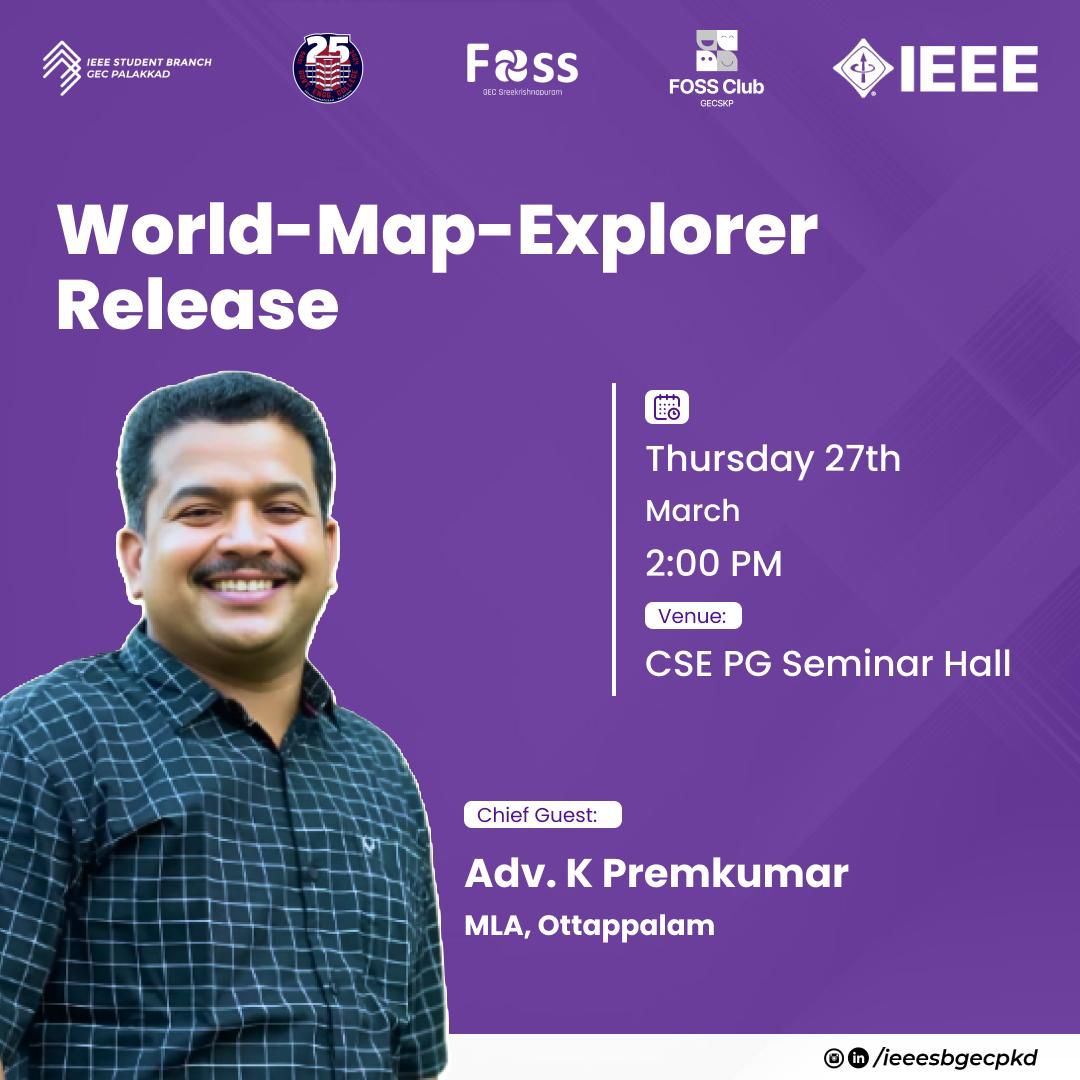 IEEE STUDENT BRANCH
GEC PALAKKAD
25
Foss
GEC Sreekrishnapuram
FOSS Club
GECSKP
IEEE
World-Map-Explorer
Release
Thursday 27th
March
2:00 PM
Venue:
CSE PG Seminar Hall
Chief Guest:
Adv. K Premkumar
MLA, Ottappalam
/ieeesbgecpkd